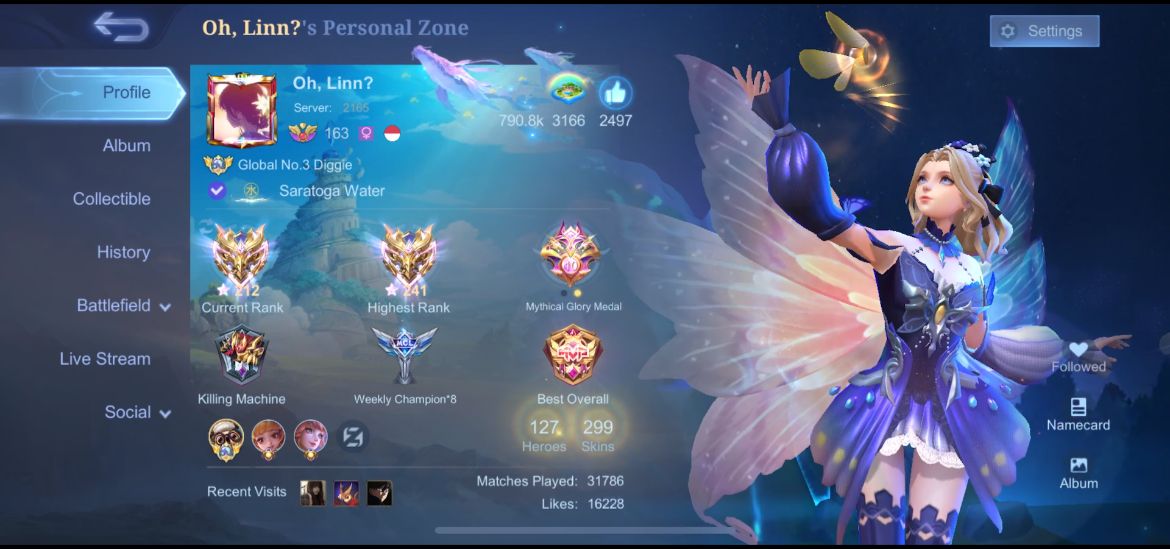 Oh, Linn?'s Personal Zone
Settings
Profile
Album
Collectible
History
Battlefield
Live Stream
Social
Oh, Linn?
Server: 2165
163
Global No.3 Diggie
水 Saratoga Water
790.8k 3166 2497
212
Current Rank
241
Highest Rank
Mythical Glory Medal
Killing Machine
MCL
Weekly Champion*8
M
Best Overall
127 Heroes
299 Skins
Recent Visits
Matches Played: 31786
Likes: 16228
Followed
Namecard
Album